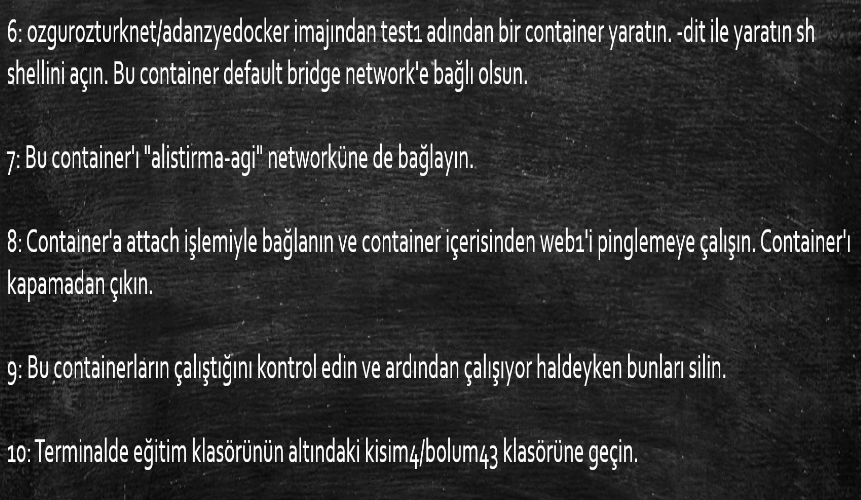 6: ozgurozturknet/adanzyedocker imajından test1 adından bir container yaratın. -dit ile yaratın sh
shellini açın. Bu container default bridge network'e bağlı olsun.
7: Bu container'ı "alistirma-agi" networküne de bağlayın.
8: Container'a attach işlemiyle bağlanın ve container içerisinden web1'i pinglemeye çalışın. Container'ı
kapamadan çıkın.
9: Bu containerların çalıştığını kontrol edin ve ardından çalışıyor haldeyken bunları silin.
10: Terminalde eğitim klasörünün altındaki kisim4/bolum43 klasörüne geçin.